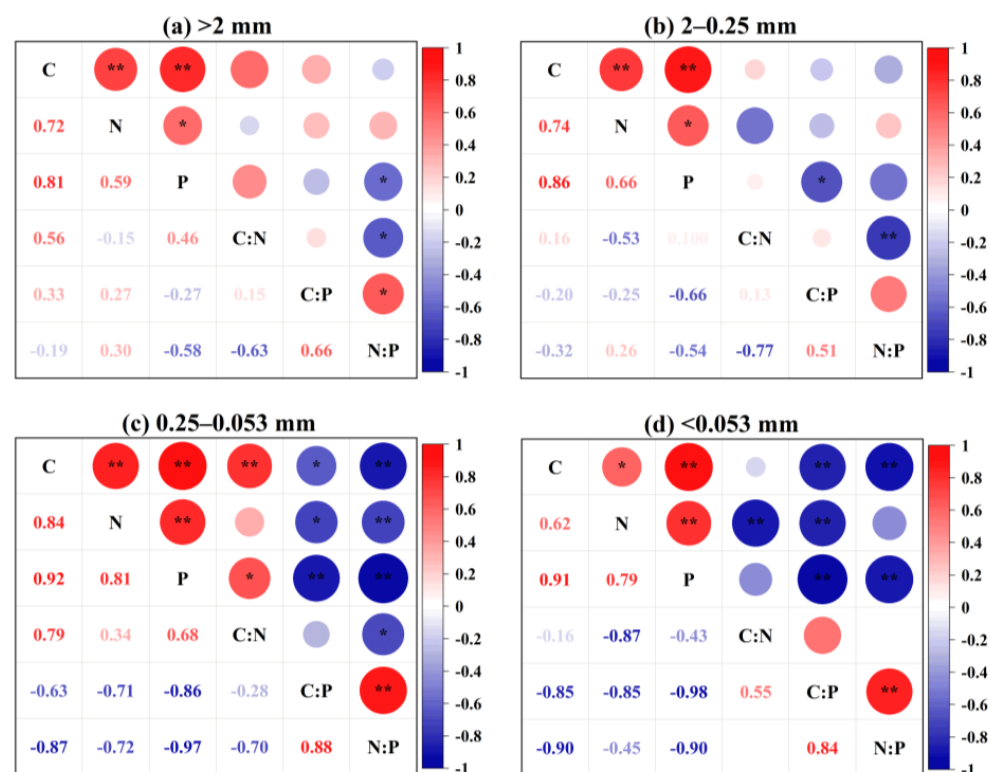 (a) >2 mm
C ** **
0.72 N *
0.81 0.59 P *
0.56 -0.15 0.46 C:N *
0.33 0.27 -0.27 0.15 C:P *
-0.19 0.30 -0.58 -0.63 0.66 N:P
1
0.8
0.6
0.4
0.2
0
-0.2
-0.4
-0.6
-0.8
-1
(b) 2–0.25 mm
C ** **
0.74 N *
0.86 0.66 P *
0.16 -0.53 0.100 C:N **
-0.20 -0.25 -0.66 0.13 C:P
-0.32 0.26 -0.54 -0.77 0.51 N:P
1
0.8
0.6
0.4
0.2
0
-0.2
-0.4
-0.6
-0.8
-1
(c) 0.25–0.053 mm
C ** ** ** * **
0.84 N ** * **
0.92 0.81 P * ** **
0.79 0.34 0.68 C:N *
-0.63 -0.71 -0.86 -0.28 C:P **
-0.87 -0.72 -0.97 -0.70 0.88 N:P
1
0.8
0.6
0.4
0.2
0
-0.2
-0.4
-0.6
-0.8
-1
(d) <0.053 mm
C * ** ** **
0.62 N ** ** **
0.91 0.79 P ** **
-0.16 -0.87 -0.43 C:N
-0.85 -0.85 -0.98 0.55 C:P **
-0.90 -0.45 -0.90 0.84 N:P
1
0.8
0.6
0.4
0.2
0
-0.2
-0.4
-0.6
-0.8
-1